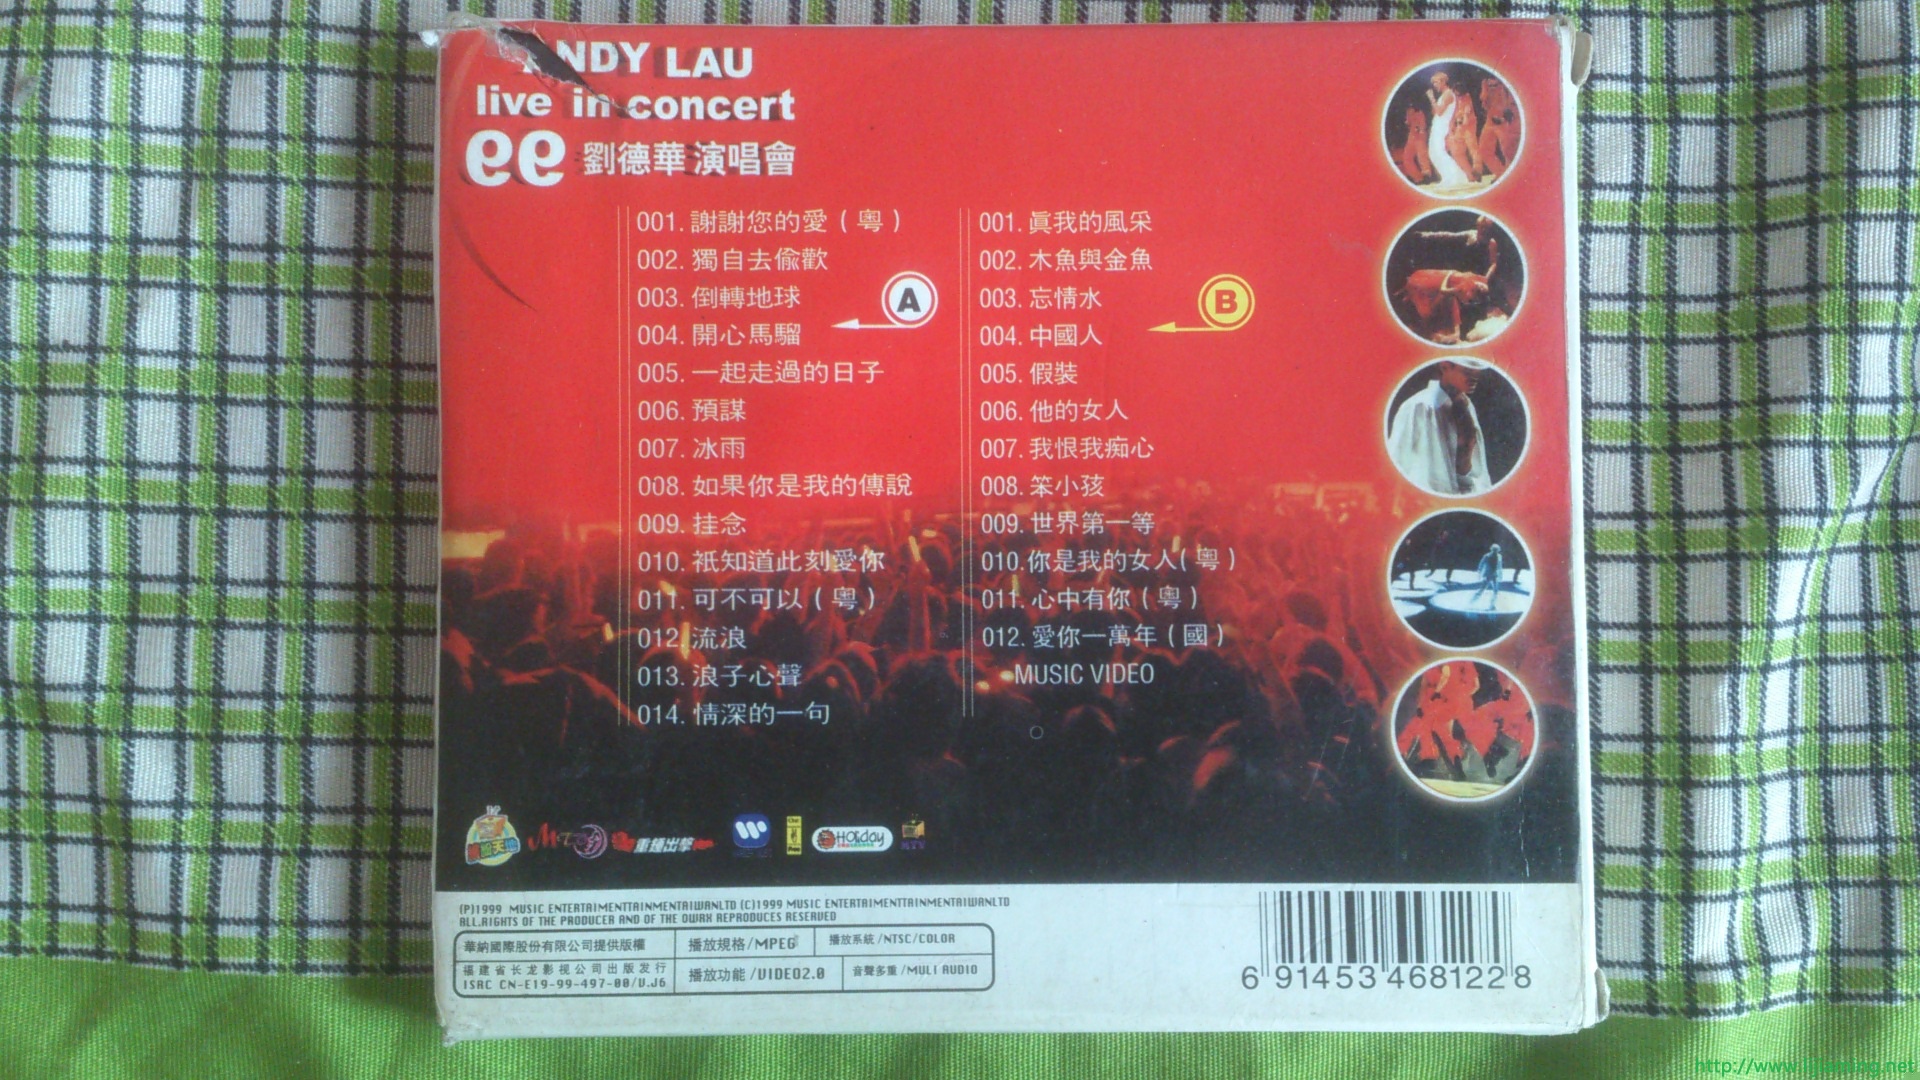 ANDY LAU
live in concert
99 劉德華演唱會
001. 謝謝您的愛（粵）
002. 獨自去偷歡
003. 倒轉地球
004. 開心馬騮
005. 一起走過的日子
006. 預謀
007. 冰雨
008. 如果你是我的傳說
009. 挂念
010. 祇知道此刻愛你
011. 可不可以（粵）
012. 流浪
013. 浪子心聲
014. 情深的一句
A
001. 眞我的風采
002. 木魚與金魚
003. 忘情水
004. 中國人
005. 假裝
006. 他的女人
007. 我恨我痴心
008. 笨小孩
009. 世界第一等
010. 你是我的女人（粵）
011. 心中有你（粵）
012. 愛你一萬年（國）
MUSIC VIDEO
B
重錘出擊
Holiday
MTV
(P)1999 MUSIC ENTERTAIMENTTAINMENTAIWANLTD (C)1999 MUSIC ENTERTAIMENTTAINMENTAIWANLTD
ALL.RIGHTS OF THE PRODUCER AND OF THE OWRK REPRODUCES RESERVED
華納國際股份有限公司提供版權
播放規格/MPEG
播放系統/NTSC/COLOR
福建省长龙影视公司出版发行
ISRC CN-E19-99-497-00/V.J6
播放功能/VIDEO2.0
音聲多重/MULI AUDIO
6 914534 681228